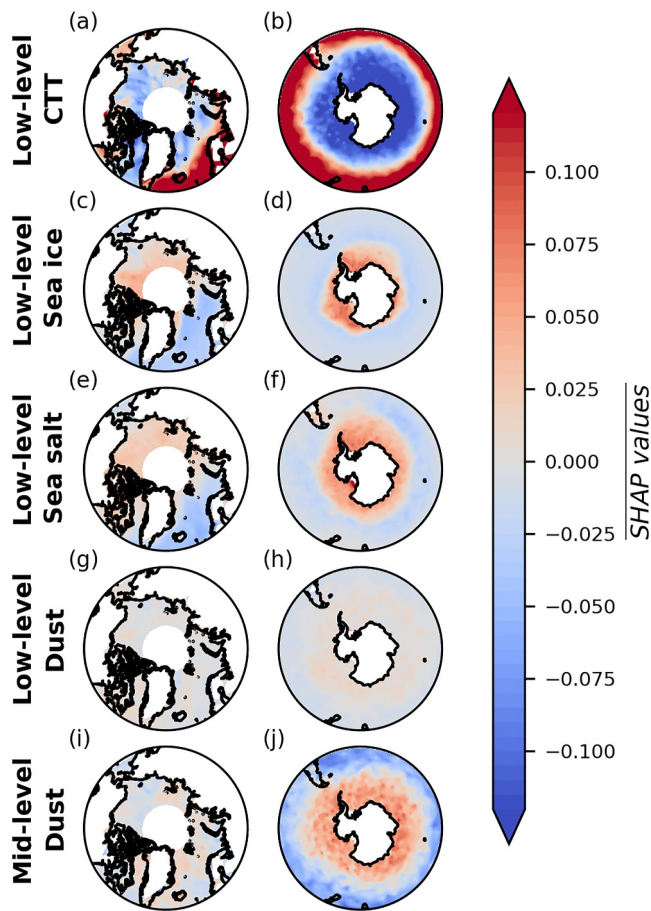 (a)
(b)
Low-level
CTT
(c)
(d)
Low-level
Sea ice
(e)
(f)
Low-level
Sea salt
(g)
(h)
Low-level
Dust
(i)
(j)
Mid-level
Dust
0.100
0.075
0.050
0.025
0.000
−0.025
−0.050
−0.075
−0.100
SHAP values